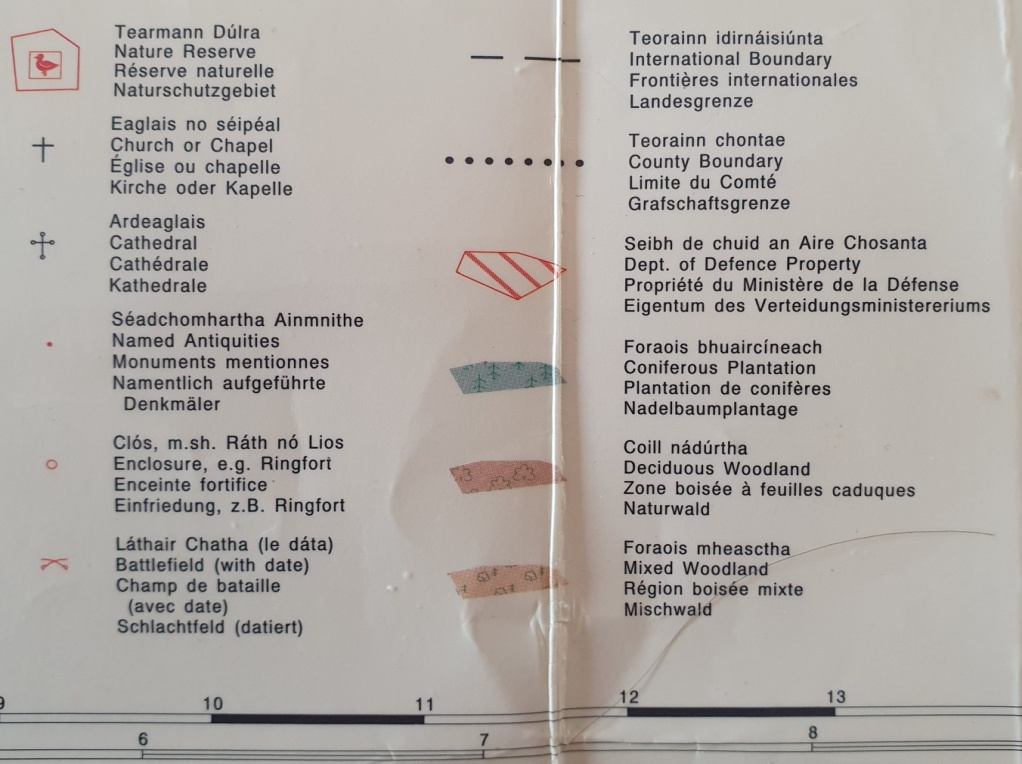 Tearmann Dúlra
Nature Reserve
Réserve naturelle
Naturschutzgebiet
Eaglais no séipéal
Church or Chapel
Église ou chapelle
Kirche oder Kapelle
Ardeaglais
Cathedral
Cathédrale
Kathedrale
Séadchomhartha Ainmnithe
Named Antiquities
Monuments mentionnes
Namentlich aufgeführte
Denkmäler
Clós, m.sh. Ráth nó Lios
Enclosure, e.g. Ringfort
Enceinte fortifice
Einfriedung, z.B. Ringfort
Láthair Chatha (le dáta)
Battlefield (with date)
Champ de bataille
(avec date)
Schlachtfeld (datiert)
Teorainn idirnáisiúnta
International Boundary
Frontières internationales
Landesgrenze
Teorainn chontae
County Boundary
Limite du Comté
Grafschaftsgrenze
Seibh de chuid an Aire Chosanta
Dept. of Defence Property
Propriété du Ministère de la Défense
Eigentum des Verteidungsministereriums
Foraois bhuaircíneach
Coniferous Plantation
Plantation de conifères
Nadelbaumplantage
Coill nádúrtha
Deciduous Woodland
Zone boisée à feuilles caduques
Naturwald
Foraois mheasctha
Mixed Woodland
Région boisée mixte
Mischwald
9 10 11 12 13
6 7 8